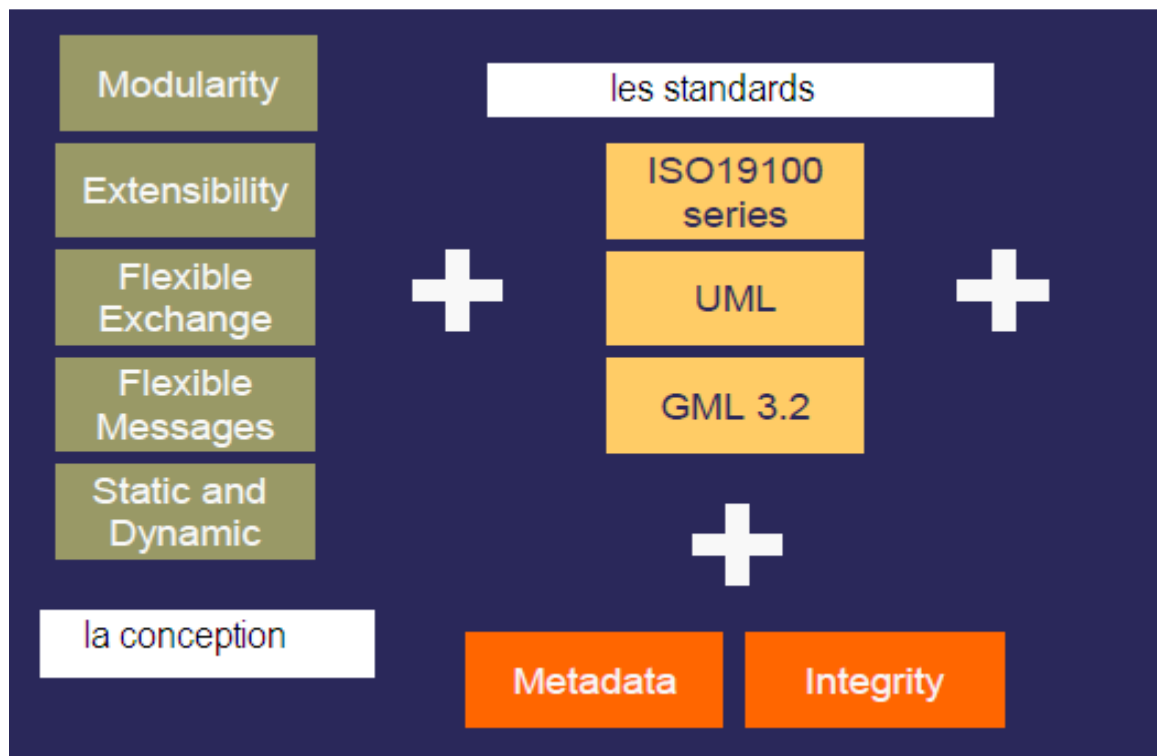 Modularity
Extensibility
Flexible
Exchange
Flexible
Messages
Static and
Dynamic
la conception
les standards
ISO19100
series
UML
GML 3.2
Metadata
Integrity